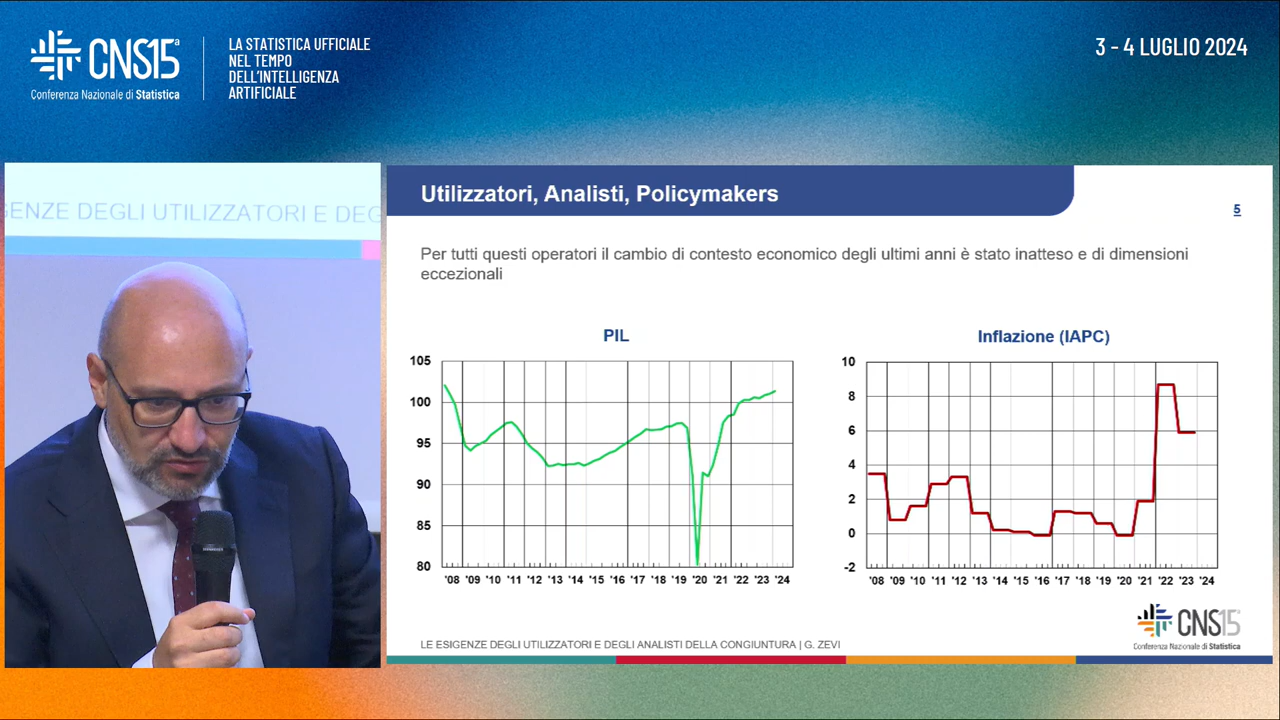 CNS15ª
Conferenza Nazionale di Statistica
LA STATISTICA UFFICIALE
NEL TEMPO
DELL'INTELLIGENZA
ARTIFICIALE
3 - 4 LUGLIO 2024
GENZE DEGLI UTILIZZATORI E DEG
Utilizzatori, Analisti, Policymakers
5
Per tutti questi operatori il cambio di contesto economico degli ultimi anni è stato inatteso e di dimensioni
eccezionali
PIL
105
100
95
90
85
80
'08 '09 '10 '11 '12 '13 '14 '15 '16 '17 '18 '19 '20 '21 '22 '23 '24
Inflazione (IAPC)
10
8
6
4
2
0
-2
'08 '09 '10 '11 '12 '13 '14 '15 '16 '17 '18 '19 '20 '21 '22 '23 '24
LE ESIGENZE DEGLI UTILIZZATORI E DEGLI ANALISTI DELLA CONGIUNTURA | G. ZEVI
CNS15
Conferenza Nazionale di Statistica